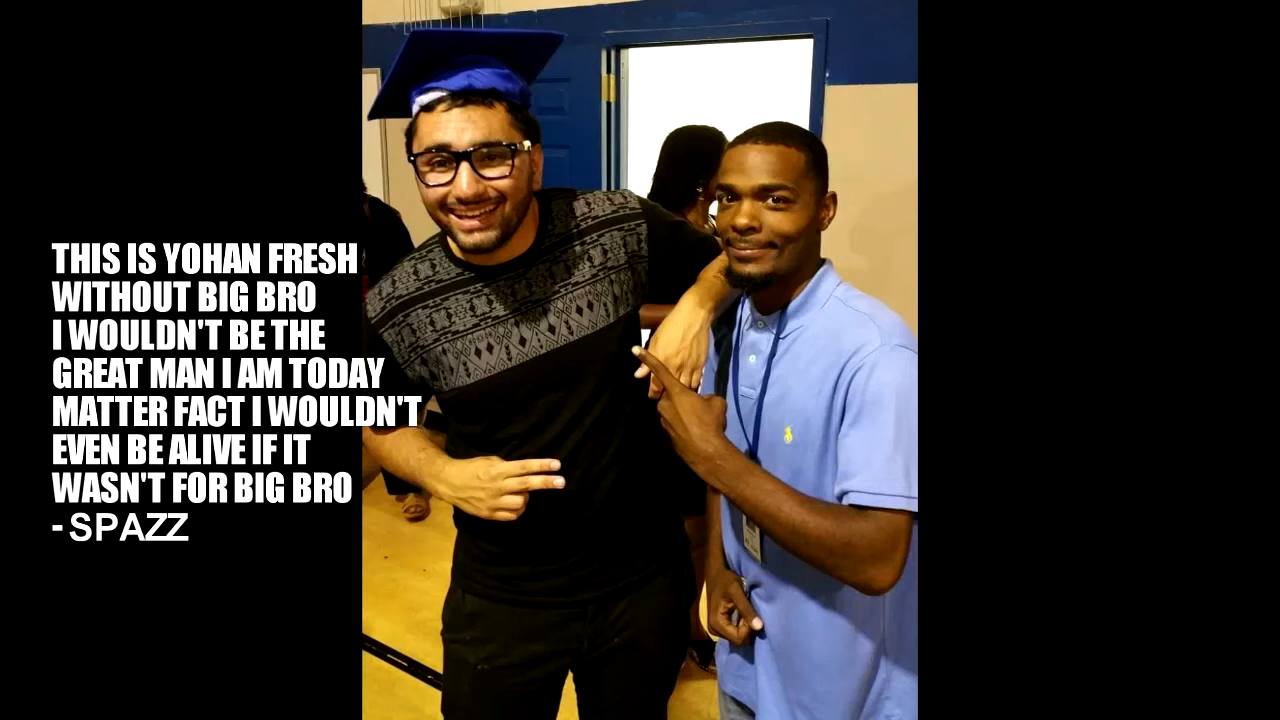 THIS IS YOHAN FRESH
WITHOUT BIG BRO
I WOULDN'T BE THE
GREAT MAN I AM TODAY
MATTER FACT I WOULDN'T
EVEN BE ALIVE IF IT
WASN'T FOR BIG BRO
- SPAZZ